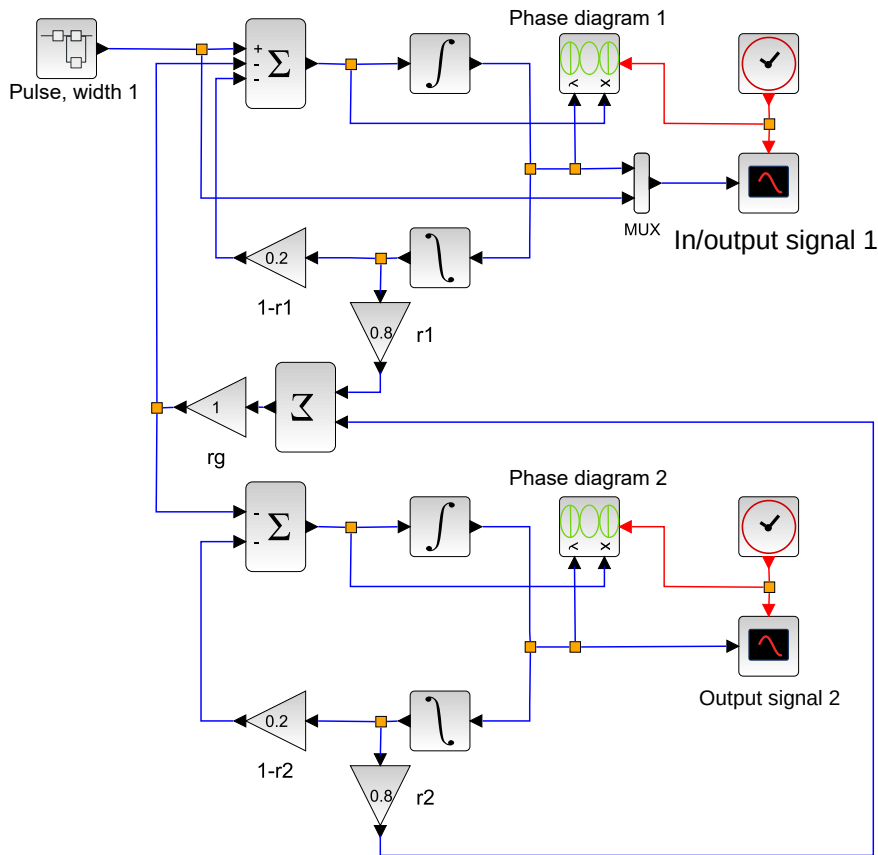 Phase diagram 1
+
-
-
Σ
∫
Pulse, width 1
Y
X
MUX
In/output signal 1
0.2
∫
1-r1
0.8
r1
Σ
1
rg
Phase diagram 2
-
-
Σ
∫
Y
X
Output signal 2
0.2
∫
1-r2
0.8
r2